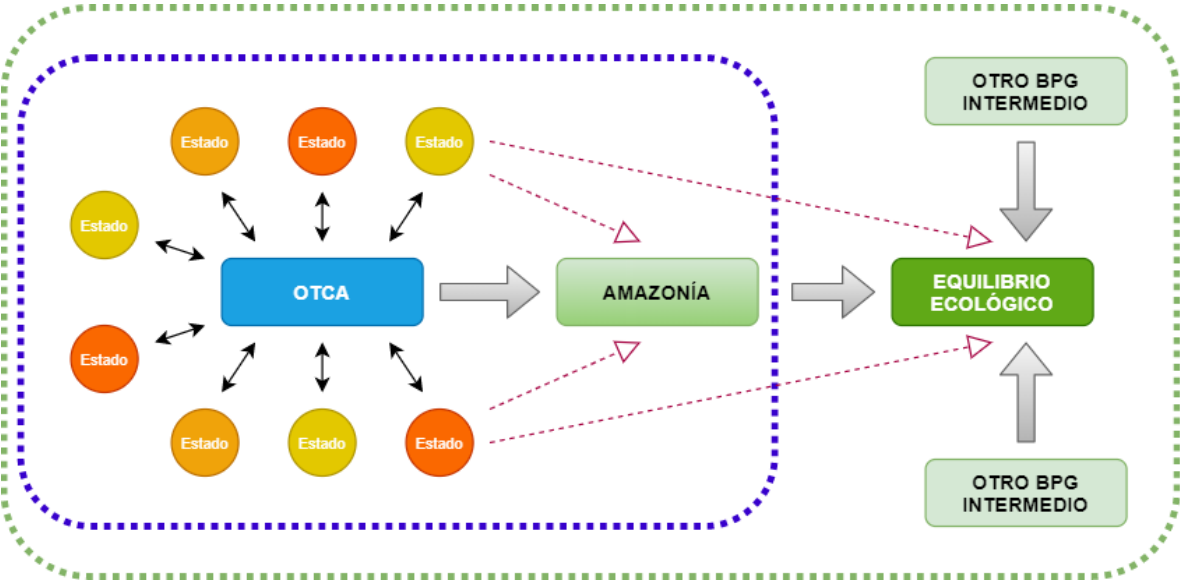 OTRO BPG
INTERMEDIO
Estado
Estado
Estado
Estado
OTCA
AMAZONÍA
EQUILIBRIO
ECOLÓGICO
Estado
Estado
Estado
Estado
OTRO BPG
INTERMEDIO